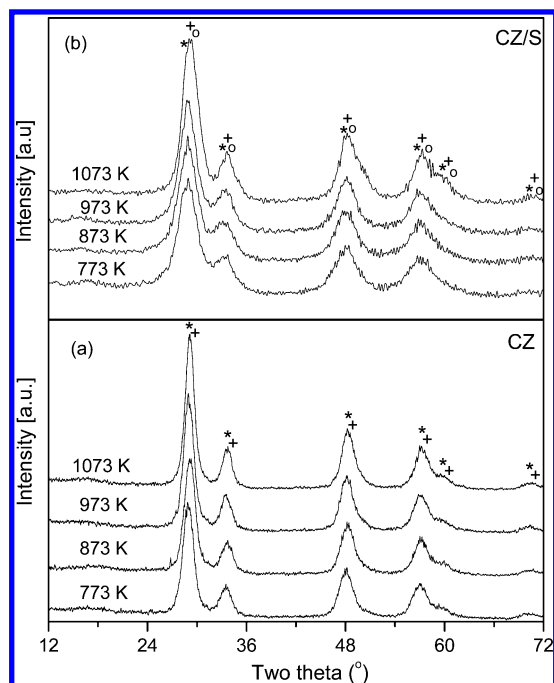 (b)
CZ/S
+
* o
+
* o
+
* o
+
* o
+
* o
+
* o
1073 K
973 K
873 K
773 K
Intensity [a.u]
(a)
CZ
* +
* +
* +
* +
* +
* +
1073 K
973 K
873 K
773 K
Intensity [a.u.]
12 24 36 48 60 72
Two theta (°)